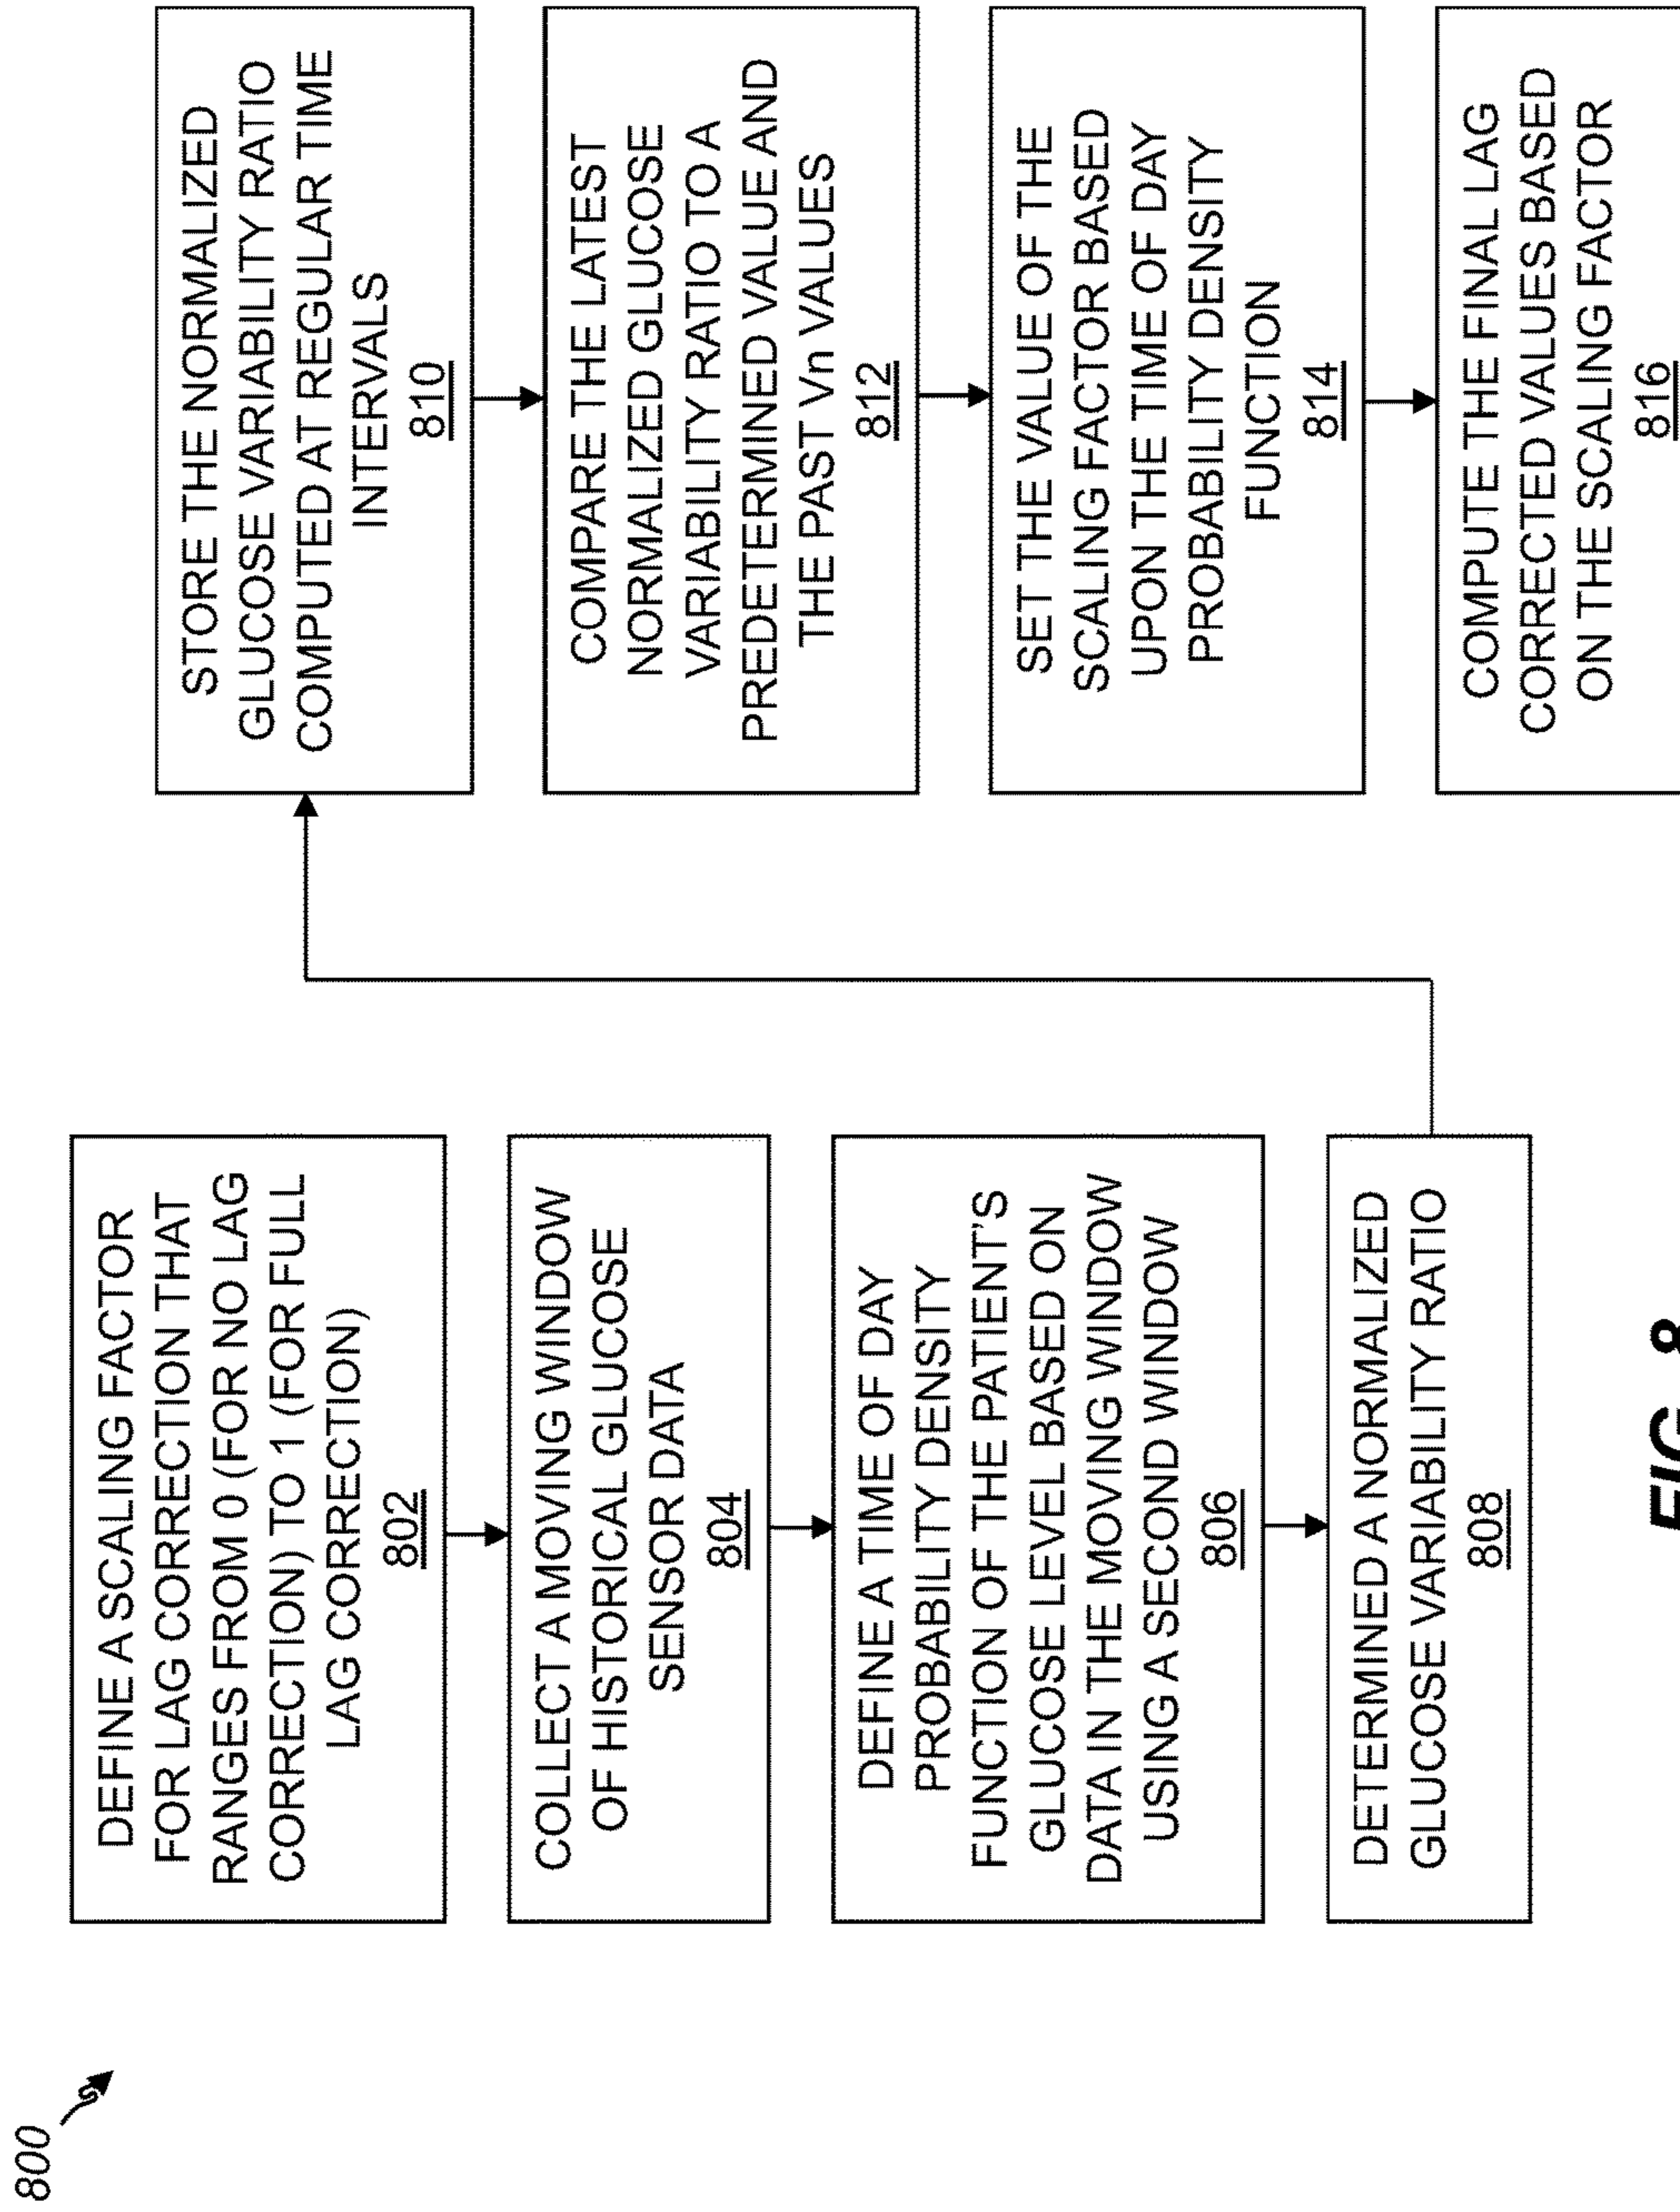 800
DEFINE A SCALING FACTOR
FOR LAG CORRECTION THAT
RANGES FROM 0 (FOR NO LAG
CORRECTION) TO 1 (FOR FULL
LAG CORRECTION)
802
COLLECT A MOVING WINDOW
OF HISTORICAL GLUCOSE
SENSOR DATA
804
DEFINE A TIME OF DAY
PROBABILITY DENSITY
FUNCTION OF THE PATIENT'S
GLUCOSE LEVEL BASED ON
DATA IN THE MOVING WINDOW
USING A SECOND WINDOW
806
DETERMINED A NORMALIZED
GLUCOSE VARIABILITY RATIO
808
STORE THE NORMALIZED
GLUCOSE VARIABILITY RATIO
COMPUTED AT REGULAR TIME
INTERVALS
810
COMPARE THE LATEST
NORMALIZED GLUCOSE
VARIABILITY RATIO TO A
PREDETERMINED VALUE AND
THE PAST Vn VALUES
812
SET THE VALUE OF THE
SCALING FACTOR BASED
UPON THE TIME OF DAY
PROBABILITY DENSITY
FUNCTION
814
COMPUTE THE FINAL LAG
CORRECTED VALUES BASED
ON THE SCALING FACTOR
816
FIG. 8